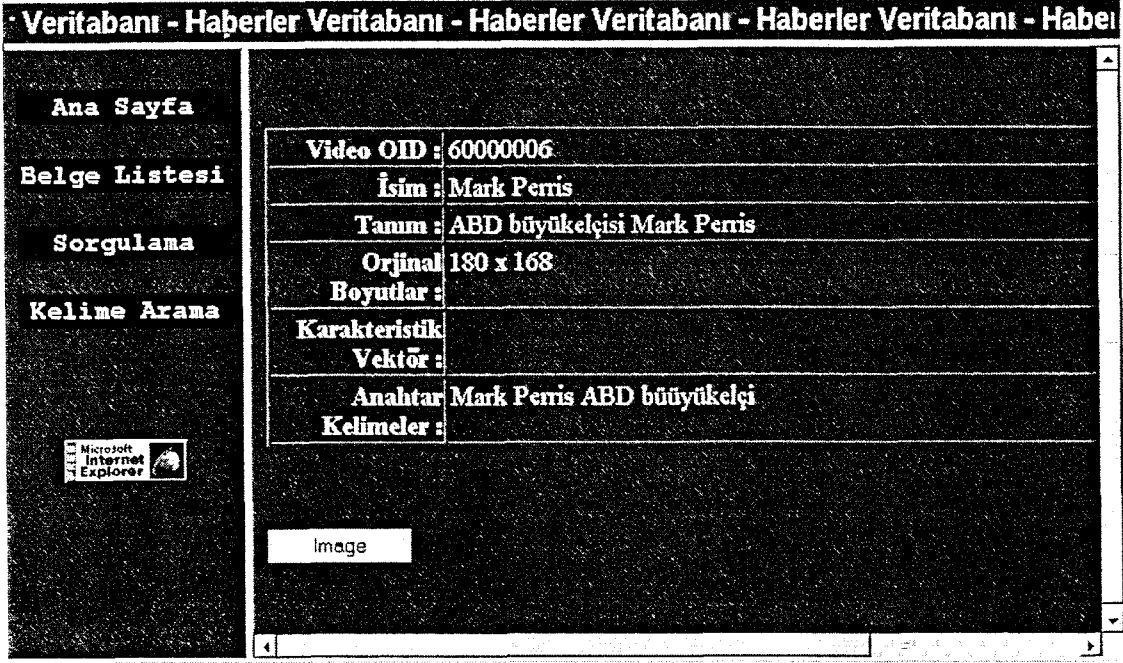 Veritabanı - Haberler Veritabanı - Haberler Veritabanı - Haberler Veritabanı - Haber
Ana Sayfa
Belge Listesi
Sorgulama
Kelime Arama
Microsoft
Internet
Explorer
Video OID : 60000006
İsim : Mark Perris
Tanım : ABD büyükelçisi Mark Perris
Orjinal 180 x 168
Boyutlar :
Karakteristik
Vektör :
Anahtar Mark Perris ABD büüyükelçi
Kelimeler :
Image